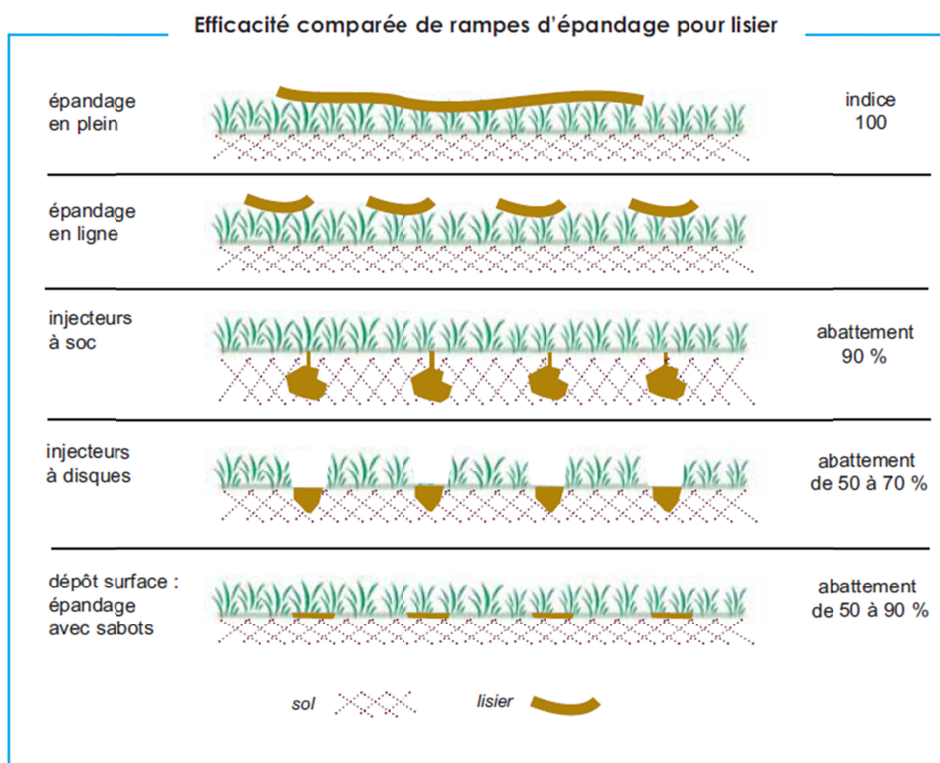 Efficacité comparée de rampes d'épandage pour lisier
épandage
en plein
indice
100
épandage
en ligne
injecteurs
à soc
abattement
90 %
injecteurs
à disques
abattement
de 50 à 70 %
dépôt surface :
épandage
avec sabots
abattement
de 50 à 90 %
sol
lisier